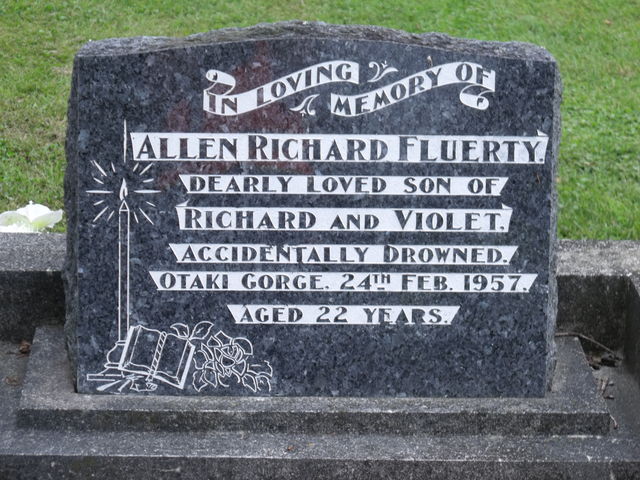 IN LOVING MEMORY OF
ALLEN RICHARD FLUERTY.
DEARLY LOVED SON OF
RICHARD AND VIOLET.
ACCIDENTALLY DROWNED.
OTAKI GORGE. 24TH FEB. 1957.
AGED 22 YEARS.